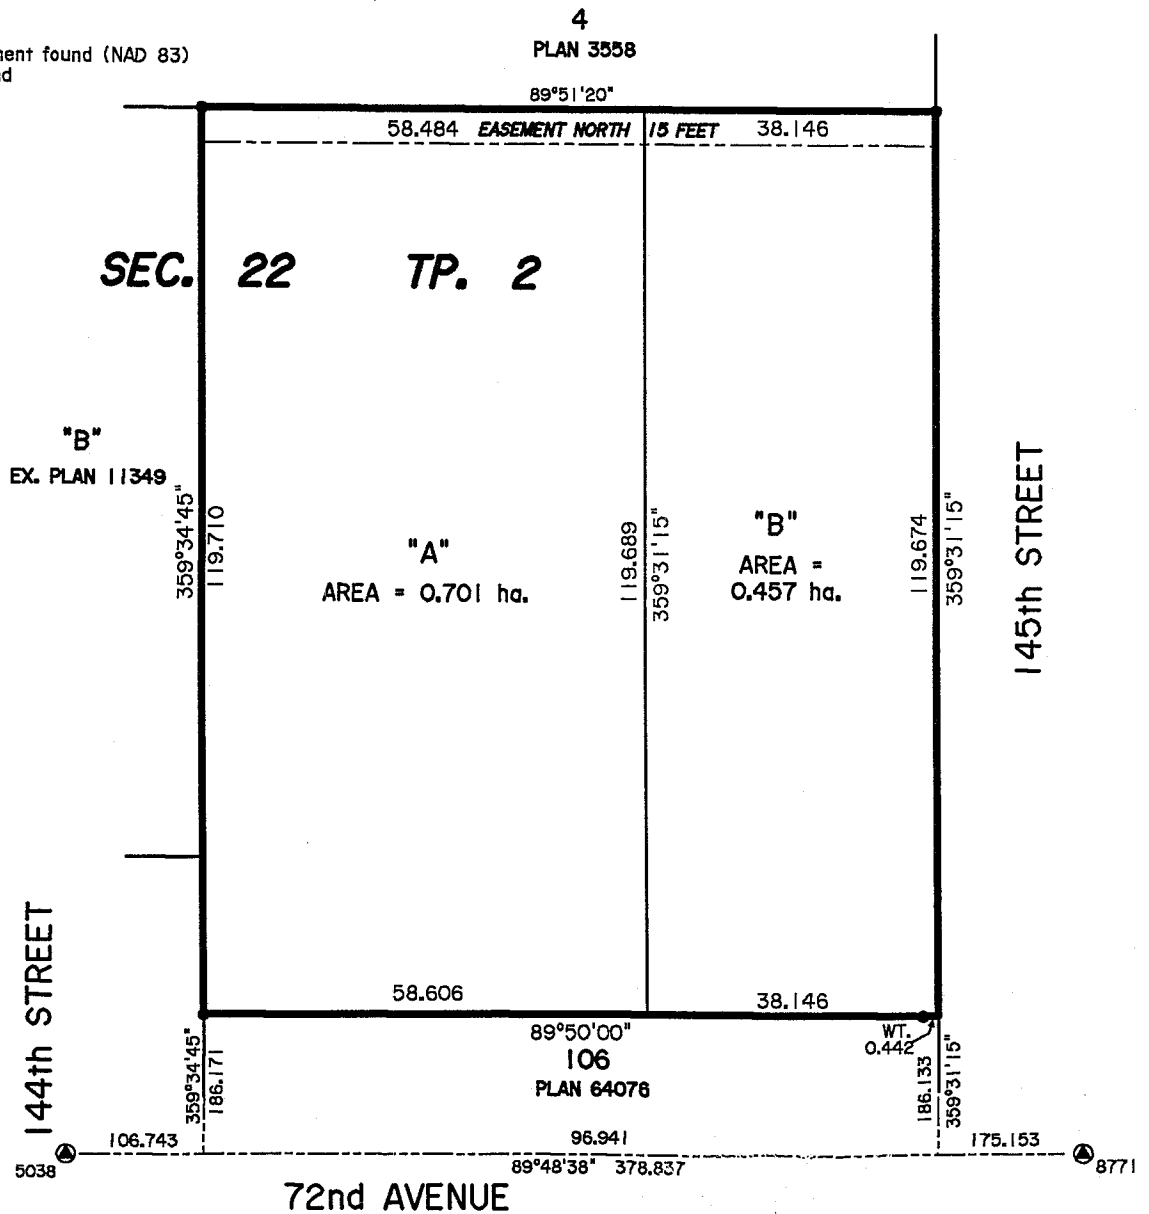 4
PLAN 3558
ment found (NAD 83)
nd
89°51'20"
58.484 EASEMENT NORTH 15 FEET 38.146
SEC. 22 TP. 2
"B"
EX. PLAN 11349
359°34'45"
119.710
"A"
AREA = 0.701 ha.
119.689
359°31'15"
"B"
AREA =
0.457 ha.
119.674
359°31'15"
145th STREET
144th STREET
58.606
38.146
89°50'00"
WT.
0.442
106
PLAN 64076
359°34'45"
186.171
186.133
359°31'15"
106.743
96.941
175.153
5038
89°48'38" 378.837
8771
72nd AVENUE